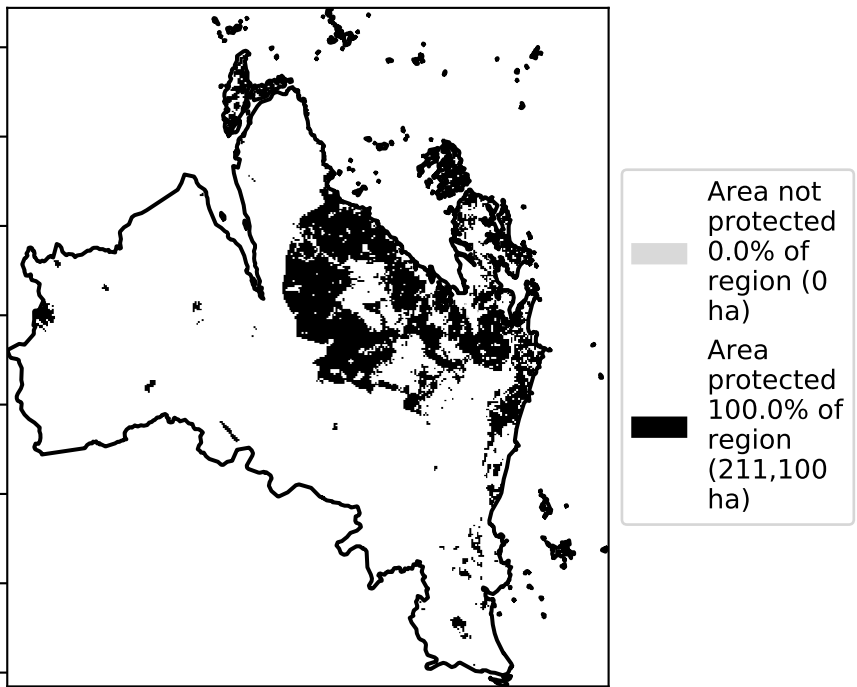 Area not
protected
0.0% of
region (0
ha)
Area
protected
100.0% of
region
(211,100
ha)